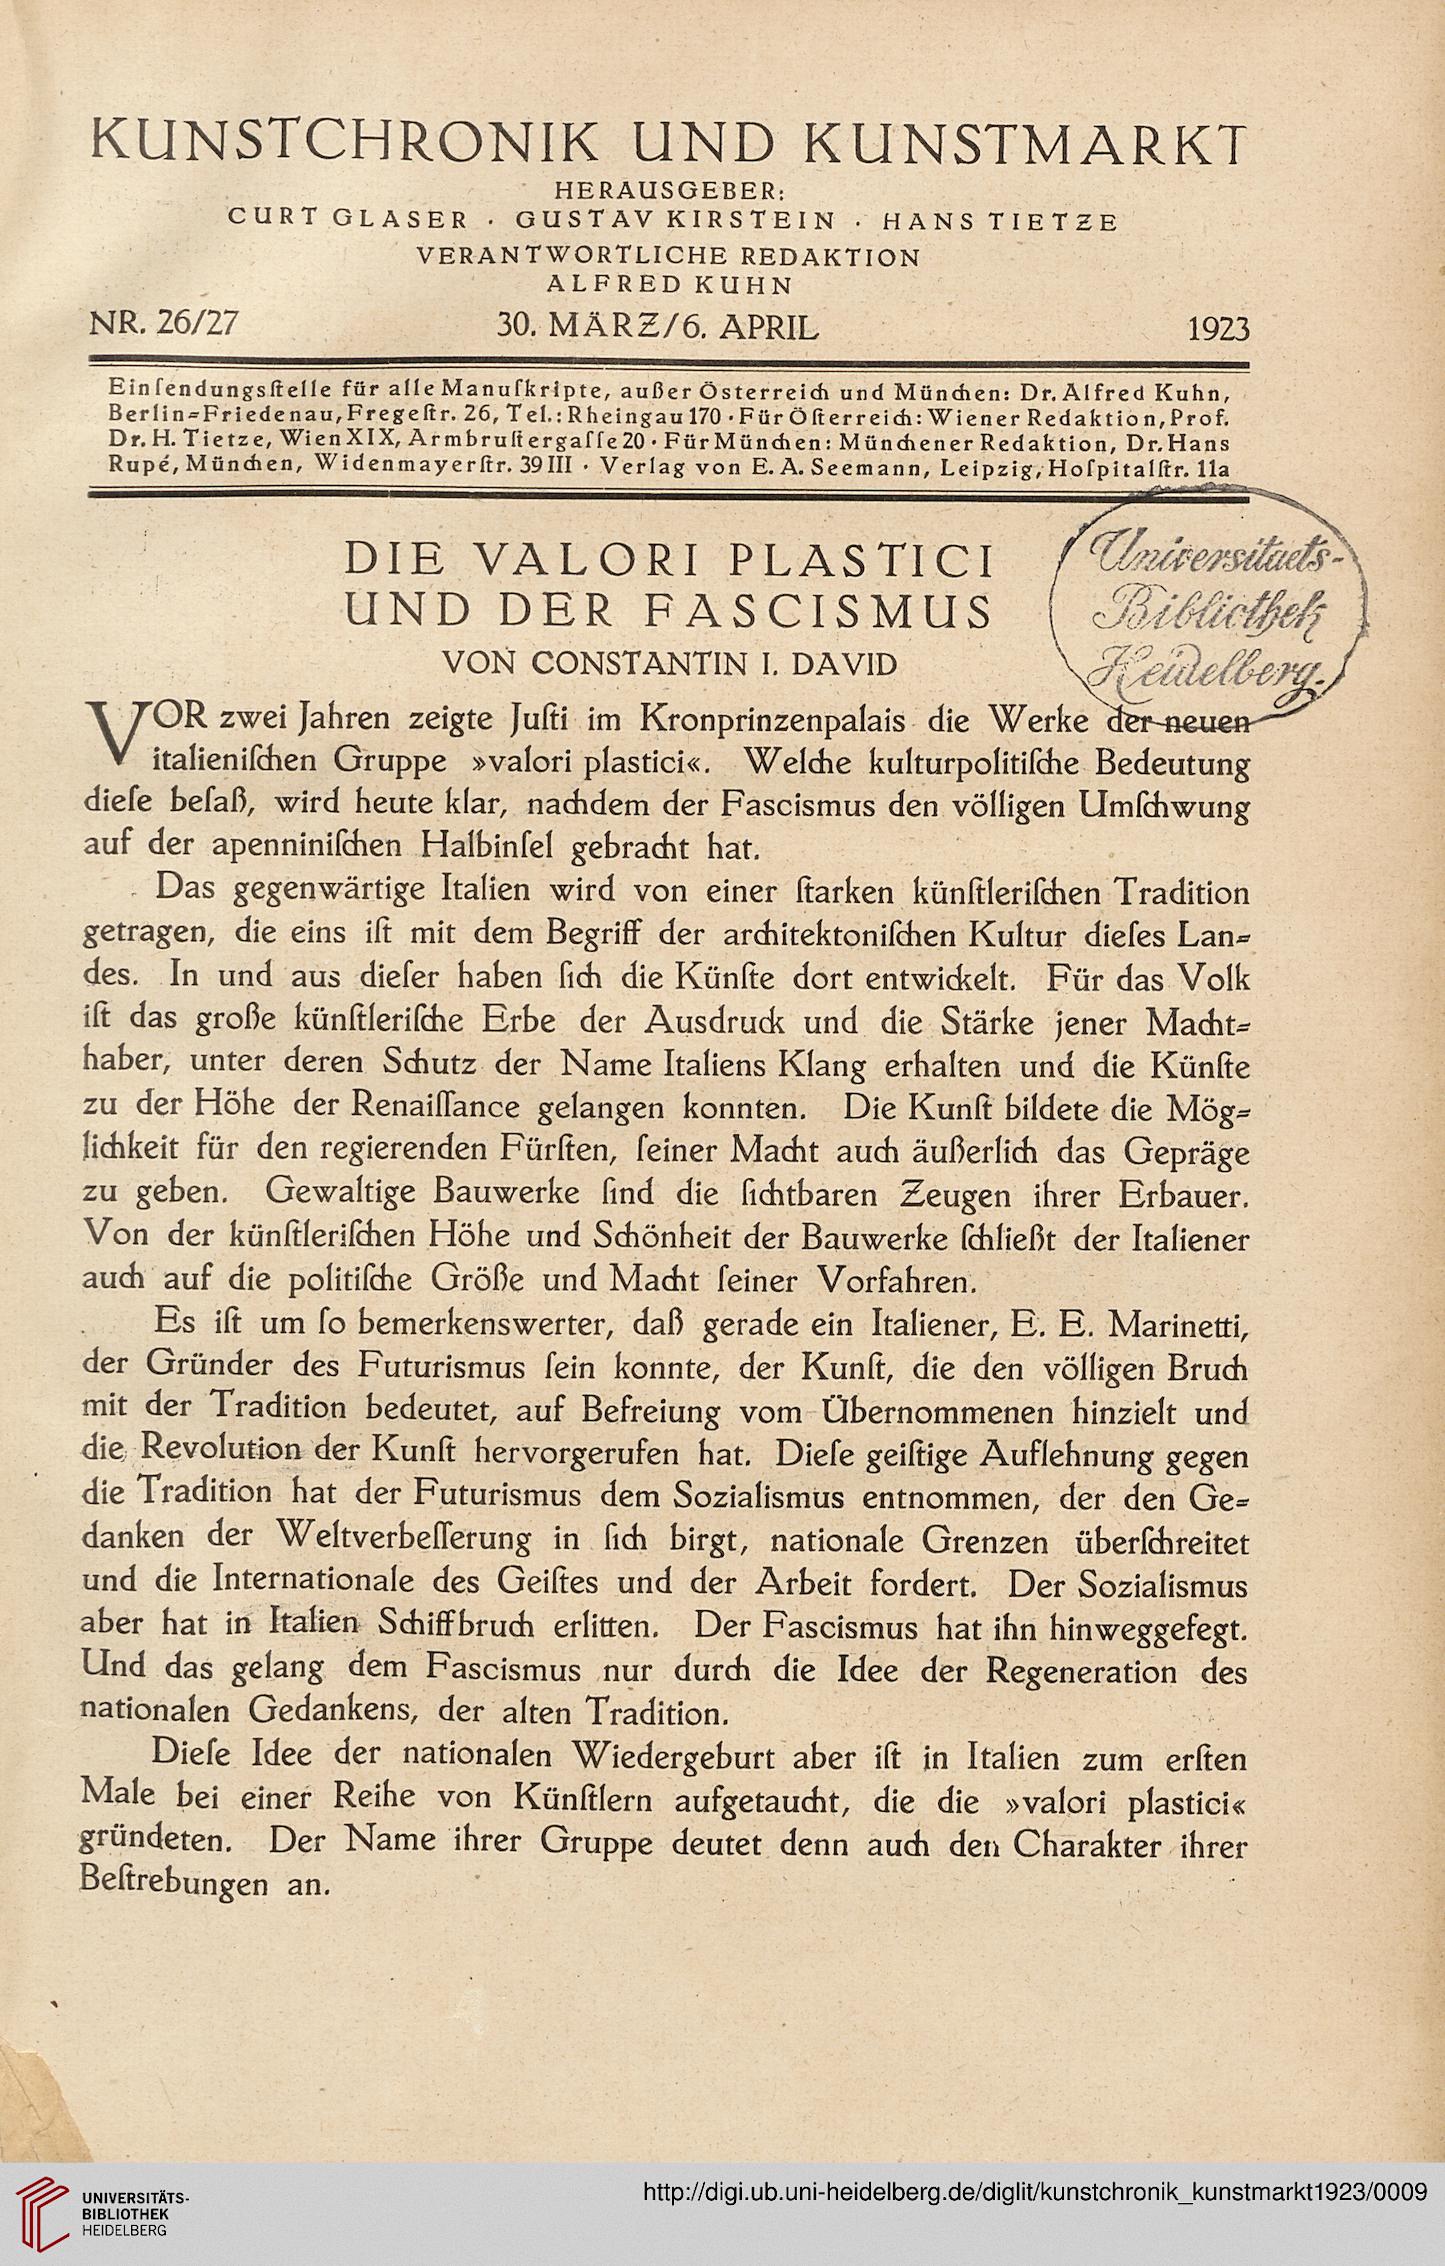 KUNSTCHRONIK UND KUNSTMARKT
HERAUSGEBER:
CURT GLASER · GUSTAV KIRSTEIN · HANS TIETZE
VERANTWORTLICHE REDAKTION
ALFRED KUHN
NR. 26/27 30. MÄRZ/6. APRIL 1923
Einſendungsſtelle für alle Manuſkripte, außer Österreich und München: Dr. Alfred Kuhn,
Berlin=Friedenau, Fregeſtr. 26, Tel.: Rheingau 170 · Für Öſterreich: Wiener Redaktion, Prof.
Dr. H. Tietze, Wien XIX, Armbruſtergaſſe 20 · Für München: Münchener Redaktion, Dr. Hans
Rupé, München, Widenmayerſtr. 39 III · Verlag von E. A. Seemann, Leipzig, Hoſpitalſtr. 11a
Universitaets-
Bibliothek
Heidelberg.
DIE VALORI PLASTICI
UND DER FASCISMUS
VON CONSTANTIN I. DAVID
VOR zwei Jahren zeigte Juſti im Kronprinzenpalais die Werke der neuen
italieniſchen Gruppe »valori plastici«. Welche kulturpolitiſche Bedeutung
dieſe beſaß, wird heute klar, nachdem der Fascismus den völligen Umſchwung
auf der apenniniſchen Halbinſel gebracht hat.
Das gegenwärtige Italien wird von einer ſtarken künſtleriſchen Tradition
getragen, die eins iſt mit dem Begriff der architektoniſchen Kultur dieſes Lan=
des. In und aus dieſer haben ſich die Künſte dort entwickelt. Für das Volk
iſt das große künſtleriſche Erbe der Ausdruck und die Stärke jener Macht=
haber, unter deren Schutz der Name Italiens Klang erhalten und die Künſte
zu der Höhe der Renaiſſance gelangen konnten. Die Kunſt bildete die Mög=
lichkeit für den regierenden Fürſten, ſeiner Macht auch äußerlich das Gepräge
zu geben. Gewaltige Bauwerke ſind die ſichtbaren Zeugen ihrer Erbauer.
Von der künſtleriſchen Höhe und Schönheit der Bauwerke ſchließt der Italiener
auch auf die politiſche Größe und Macht ſeiner Vorfahren.
Es iſt um ſo bemerkenswerter, daß gerade ein Italiener, E. E. Marinetti,
der Gründer des Futurismus ſein konnte, der Kunſt, die den völligen Bruch
mit der Tradition bedeutet, auf Befreiung vom Übernommenen hinzielt und
die Revolution der Kunſt hervorgerufen hat. Dieſe geiſtige Auflehnung gegen
die Tradition hat der Futurismus dem Sozialismus entnommen, der den Ge=
danken der Weltverbeſſerung in ſich birgt, nationale Grenzen überſchreitet
und die Internationale des Geiſtes und der Arbeit fordert. Der Sozialismus
aber hat in Italien Schiffbruch erlitten. Der Fascismus hat ihn hinweggefegt.
Und das gelang dem Fascismus nur durch die Idee der Regeneration des
nationalen Gedankens, der alten Tradition.
Dieſe Idee der nationalen Wiedergeburt aber iſt in Italien zum erſten
Male bei einer Reihe von Künſtlern aufgetaucht, die die »valori plastici«
gründeten. Der Name ihrer Gruppe deutet denn auch den Charakter ihrer
Beſtrebungen an.
UNIVERSITÄTS-
BIBLIOTHEK
HEIDELBERG
http://digi.ub.uni-heidelberg.de/diglit/kunstchronik_kunstmarkt1923/0009